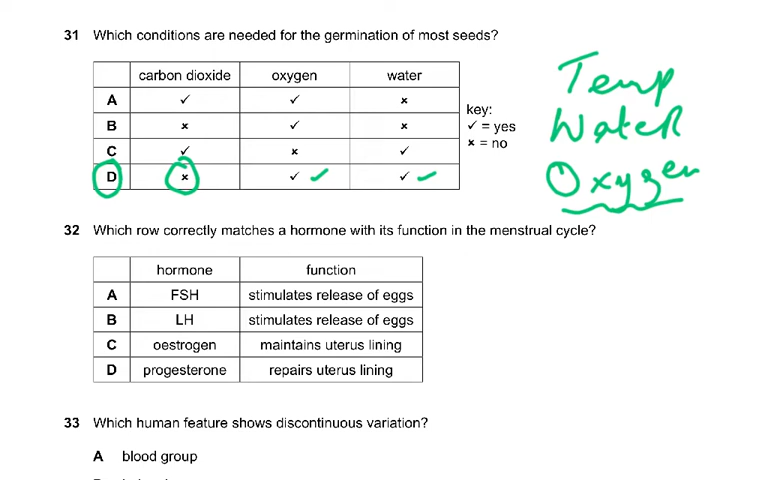 31 Which conditions are needed for the germination of most seeds?
carbon dioxide oxygen water
A ✓ ✓ ✗
B ✗ ✓ ✗
C ✓ ✗ ✓
D ✗ ✓ ✓
key:
✓ = yes
✗ = no
Temp
Water
Oxygen
32 Which row correctly matches a hormone with its function in the menstrual cycle?
hormone function
A FSH stimulates release of eggs
B LH stimulates release of eggs
C oestrogen maintains uterus lining
D progesterone repairs uterus lining
33 Which human feature shows discontinuous variation?
A blood group